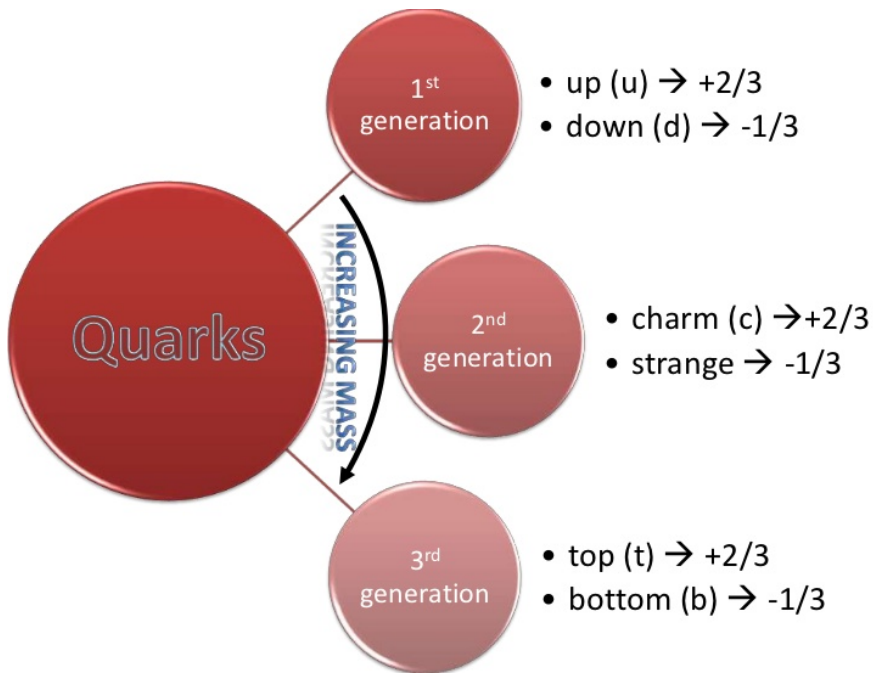 1st
generation
• up (u) → +2/3
• down (d) → -1/3
Quarks
INCREASING MASS
2nd
generation
• charm (c) →+2/3
• strange → -1/3
3rd
generation
• top (t) → +2/3
• bottom (b) → -1/3